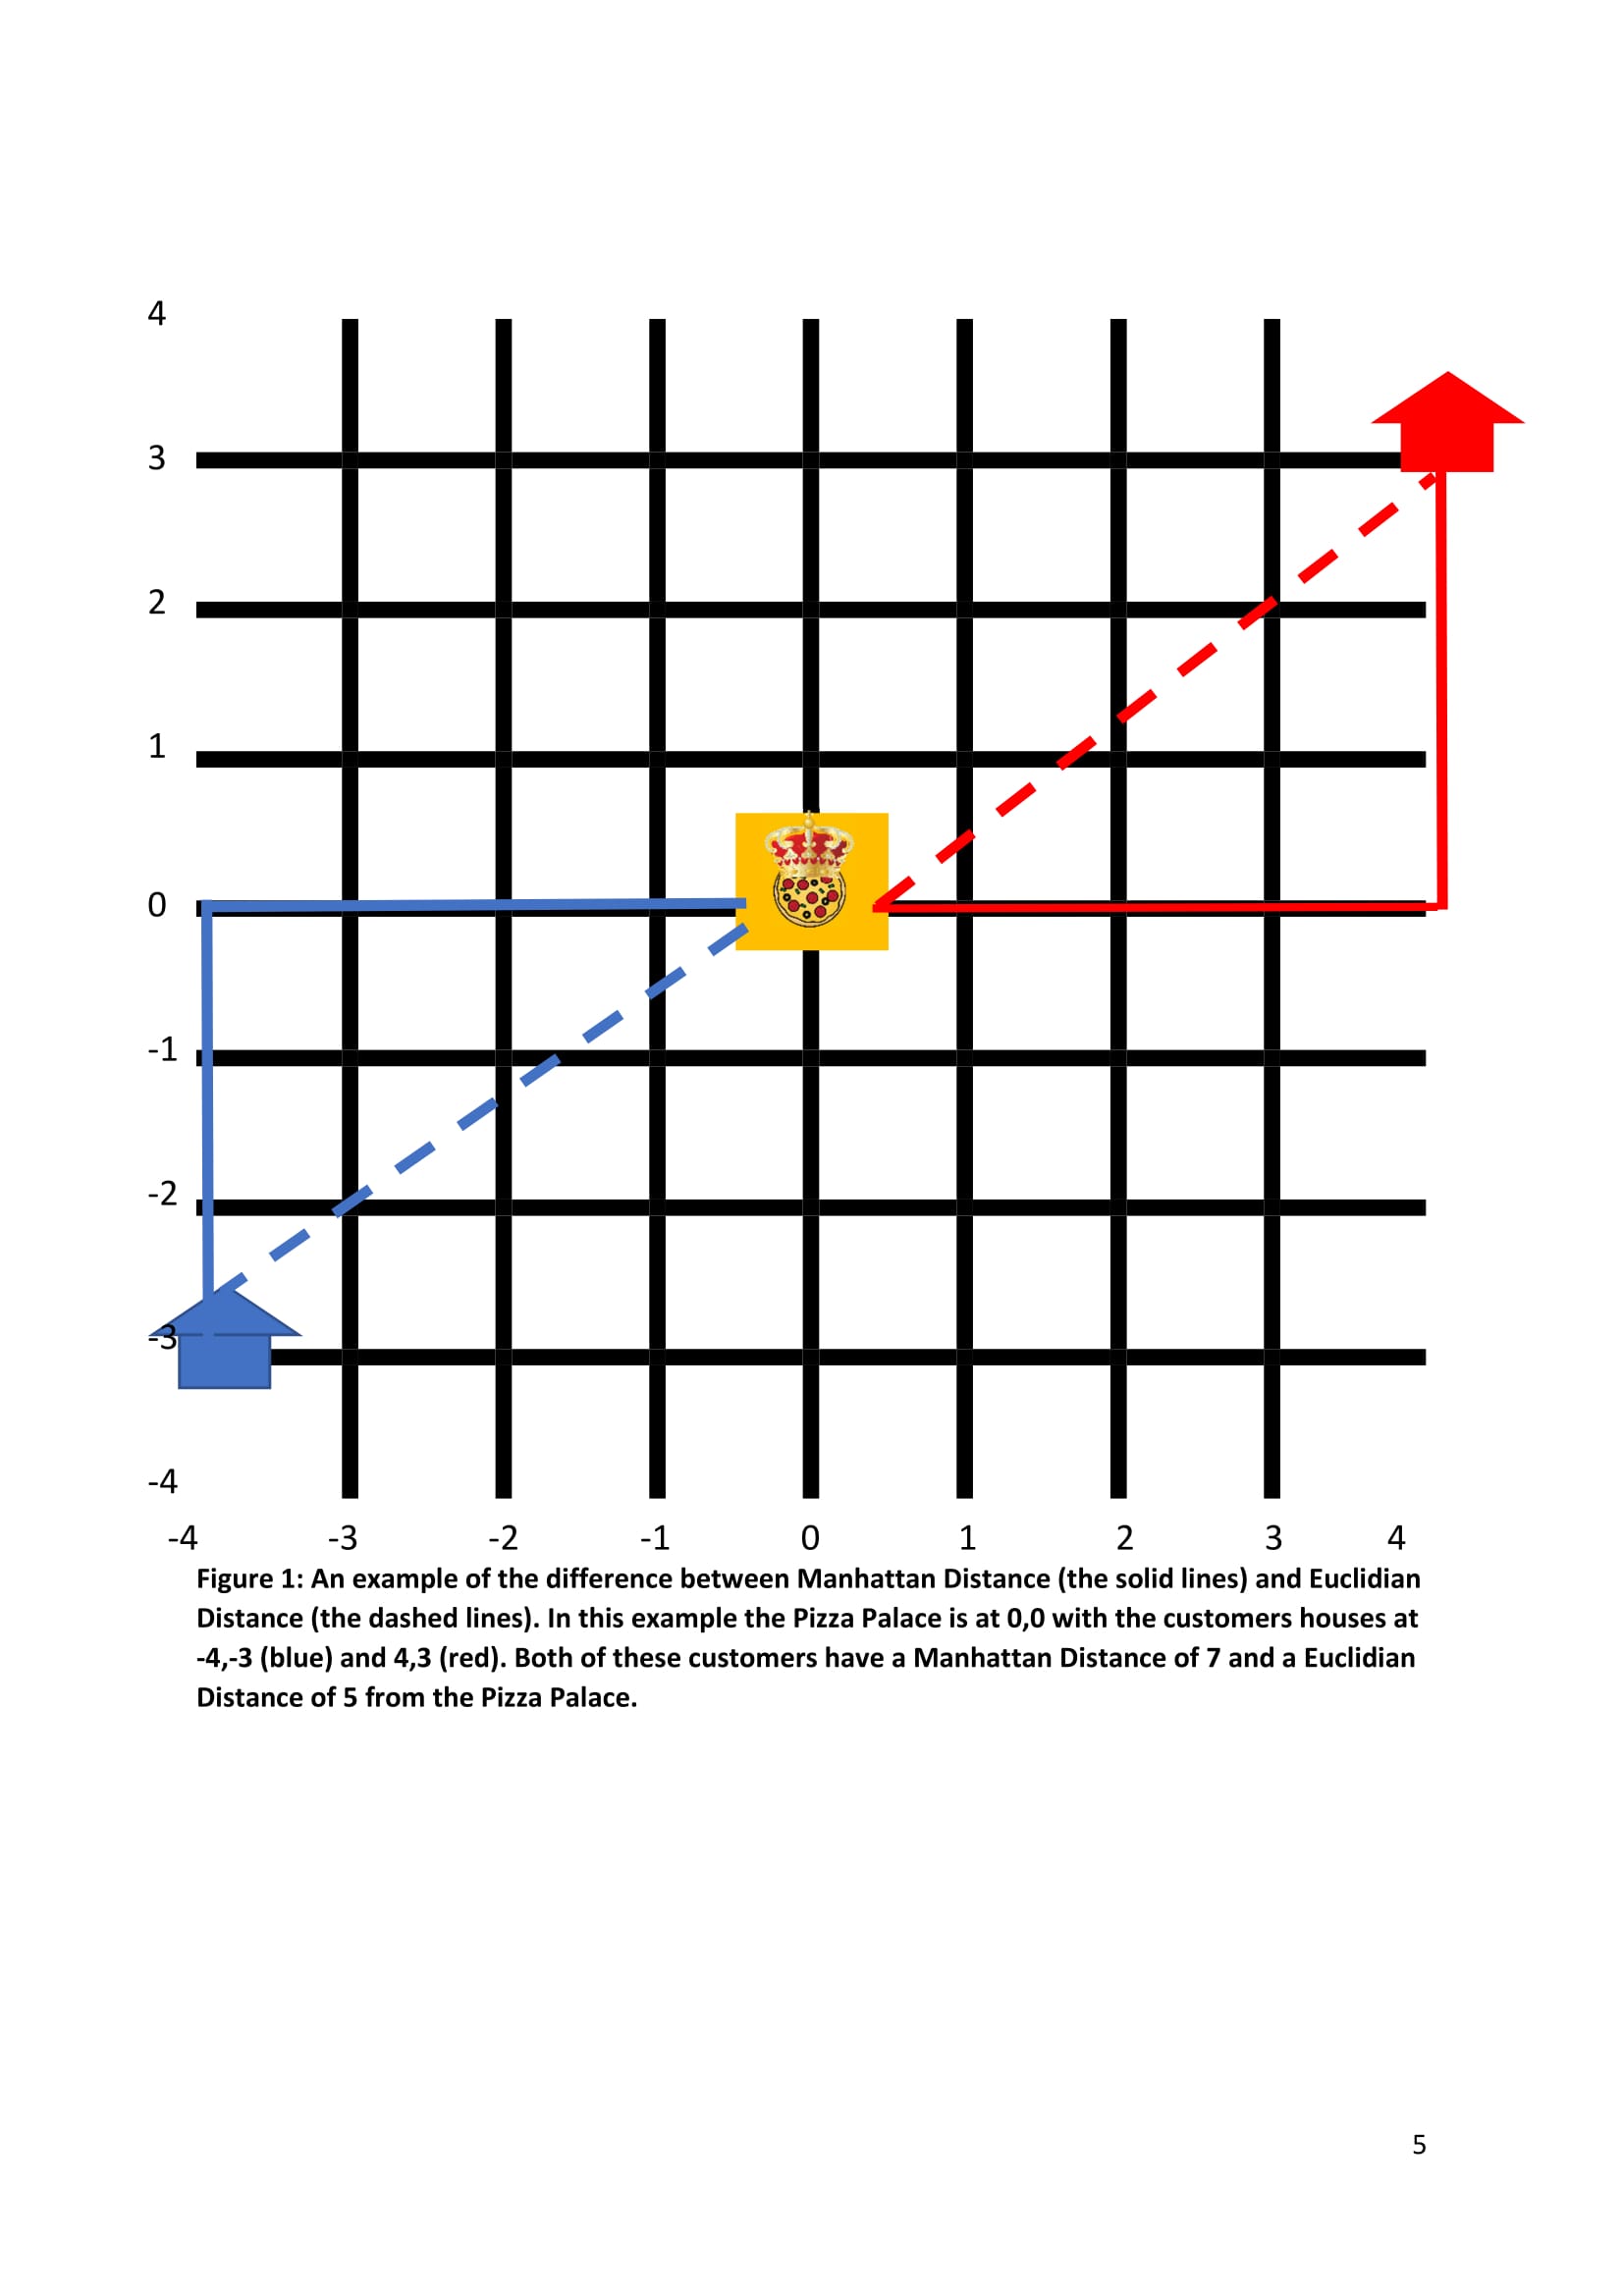 4
3
2
1
0
-1
-2
-3
-4
-4 -3 -2 -1 0 1 2 3 4
Figure 1: An example of the difference between Manhattan Distance (the solid lines) and Euclidian
Distance (the dashed lines). In this example the Pizza Palace is at 0,0 with the customers houses at
-4,-3 (blue) and 4,3 (red). Both of these customers have a Manhattan Distance of 7 and a Euclidian
Distance of 5 from the Pizza Palace.
5